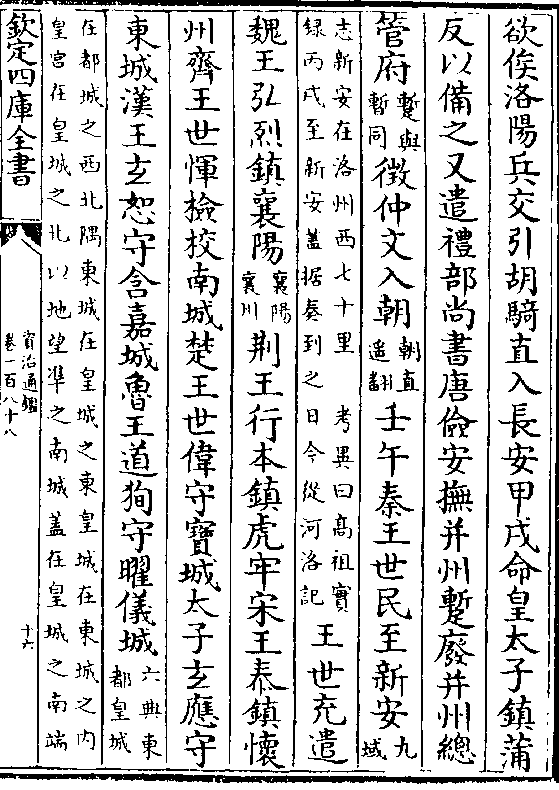 欲俟洛陽兵交引胡騎直入長安甲戌命皇太子鎮蒲
反以備之又遣禮部尚書唐儉安撫并州蹔廢并州總
管府蹔與暫同徵仲文入朝朝直遥翻壬午秦王世民至新安九域
志新安在洛州西七十里 考異曰髙祖實
録丙戌至新安蓋据奏到之日今從河洛記
王世充遣
魏王弘烈鎮襄陽襄陽襄州荆王行本鎮虎牢宋王泰鎮懷
州齊王世惲撿校南城楚王世偉守寶城太子玄應守
東城漢王玄恕守含嘉城魯王道徇守曜儀城六典東都皇城
在都城之西北隅東城在皇城之東皇城在東城之内
皇宫在皇城之北以地望凖之南城蓋在皇城之南端
欽定四庫全書
資治通鑑
卷一百八十八
十六